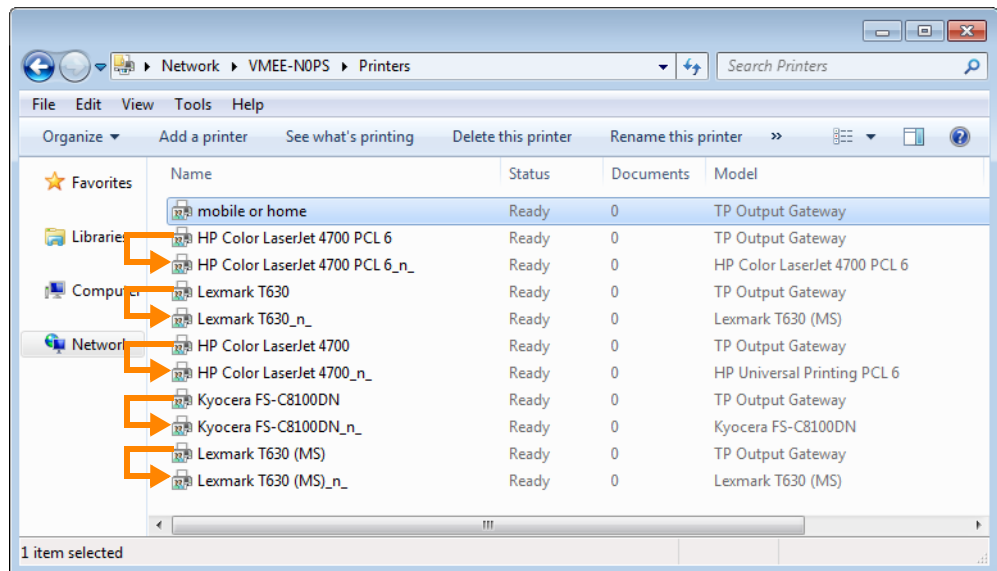 Network VMEE-N0PS Printers Search Printers
File Edit View Tools Help
Organize Add a printer See what's printing Delete this printer Rename this printer »
Favorites
Libraries
Computer
Network
Name Status Documents Model
mobile or home Ready 0 TP Output Gateway
HP Color LaserJet 4700 PCL 6 Ready 0 TP Output Gateway
HP Color LaserJet 4700 PCL 6_n_ Ready 0 HP Color LaserJet 4700 PCL 6
Lexmark T630 Ready 0 TP Output Gateway
Lexmark T630_n_ Ready 0 Lexmark T630 (MS)
HP Color LaserJet 4700 Ready 0 TP Output Gateway
HP Color LaserJet 4700_n_ Ready 0 HP Universal Printing PCL 6
Kyocera FS-C8100DN Ready 0 TP Output Gateway
Kyocera FS-C8100DN_n_ Ready 0 Kyocera FS-C8100DN
Lexmark T630 (MS) Ready 0 TP Output Gateway
Lexmark T630 (MS)_n_ Ready 0 Lexmark T630 (MS)
1 item selected